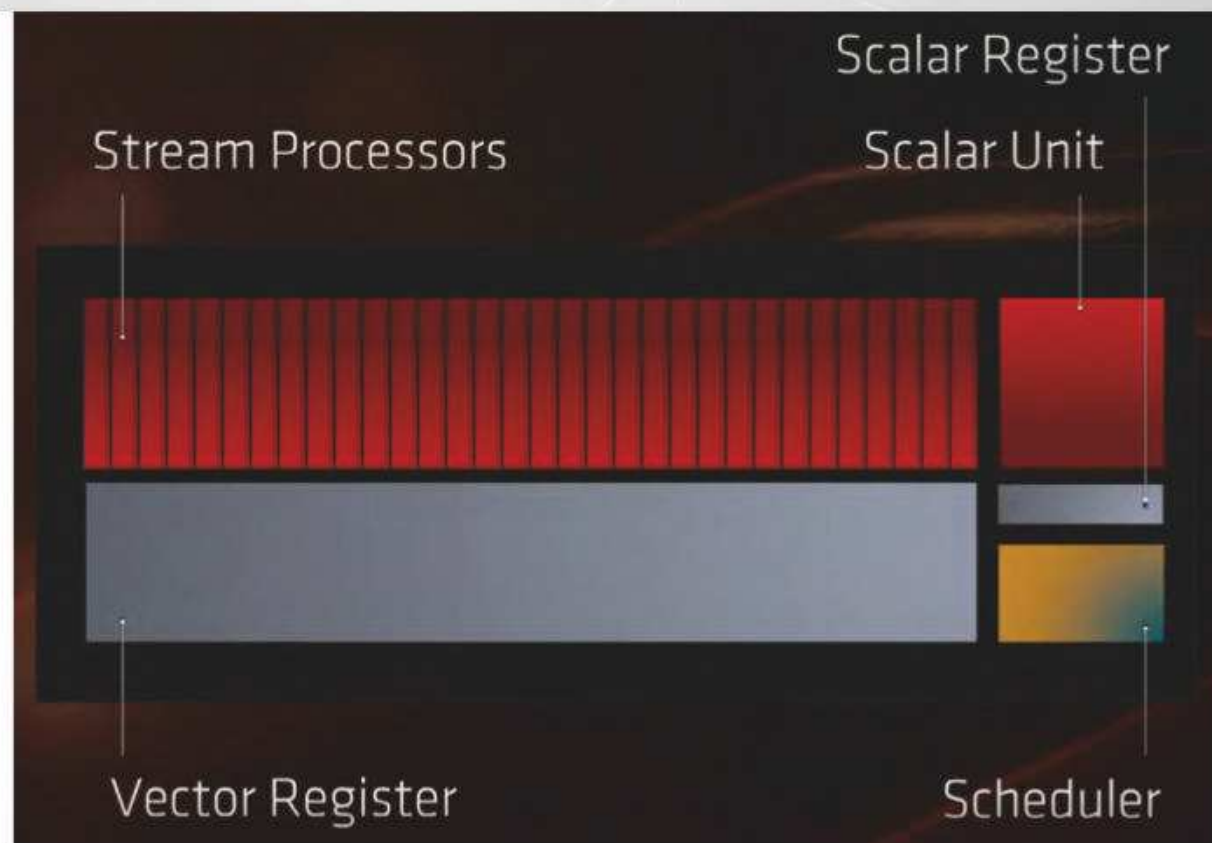 Scalar Register
Stream Processors
Scalar Unit
Vector Register
Scheduler